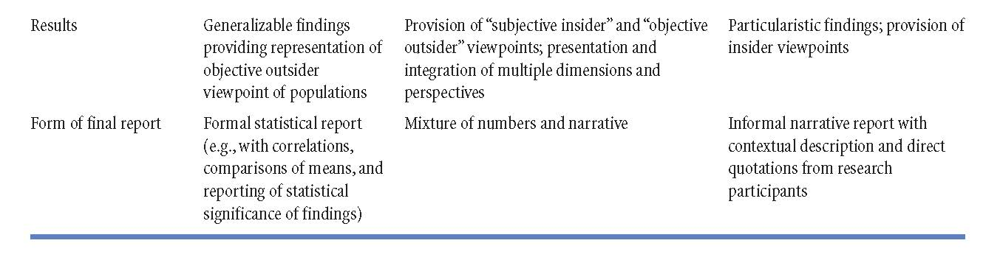 Results
Generalizable findings
providing representation of
objective outsider
viewpoint of populations
Provision of “subjective insider” and “objective
outsider” viewpoints; presentation and
integration of multiple dimensions and
perspectives
Particularistic findings; provision of
insider viewpoints
Form of final report
Formal statistical report
(e.g., with correlations,
comparisons of means, and
reporting of statistical
significance of findings)
Mixture of numbers and narrative
Informal narrative report with
contextual description and direct
quotations from research
participants